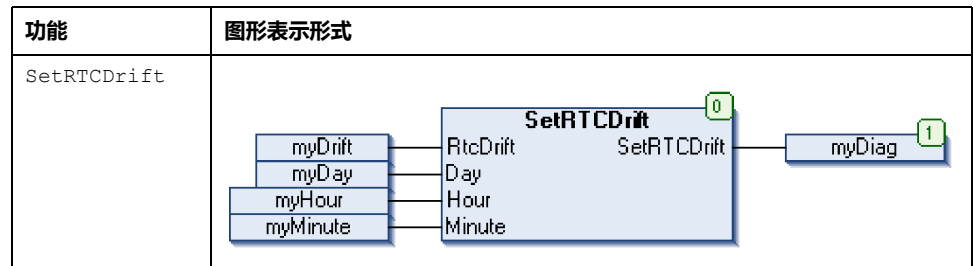 功能 图形表示形式
SetRTCDrift
0
SetRTCDrift
1
myDrift RtcDrift SetRTCDrift myDiag
myDay Day
myHour Hour
myMinute Minute